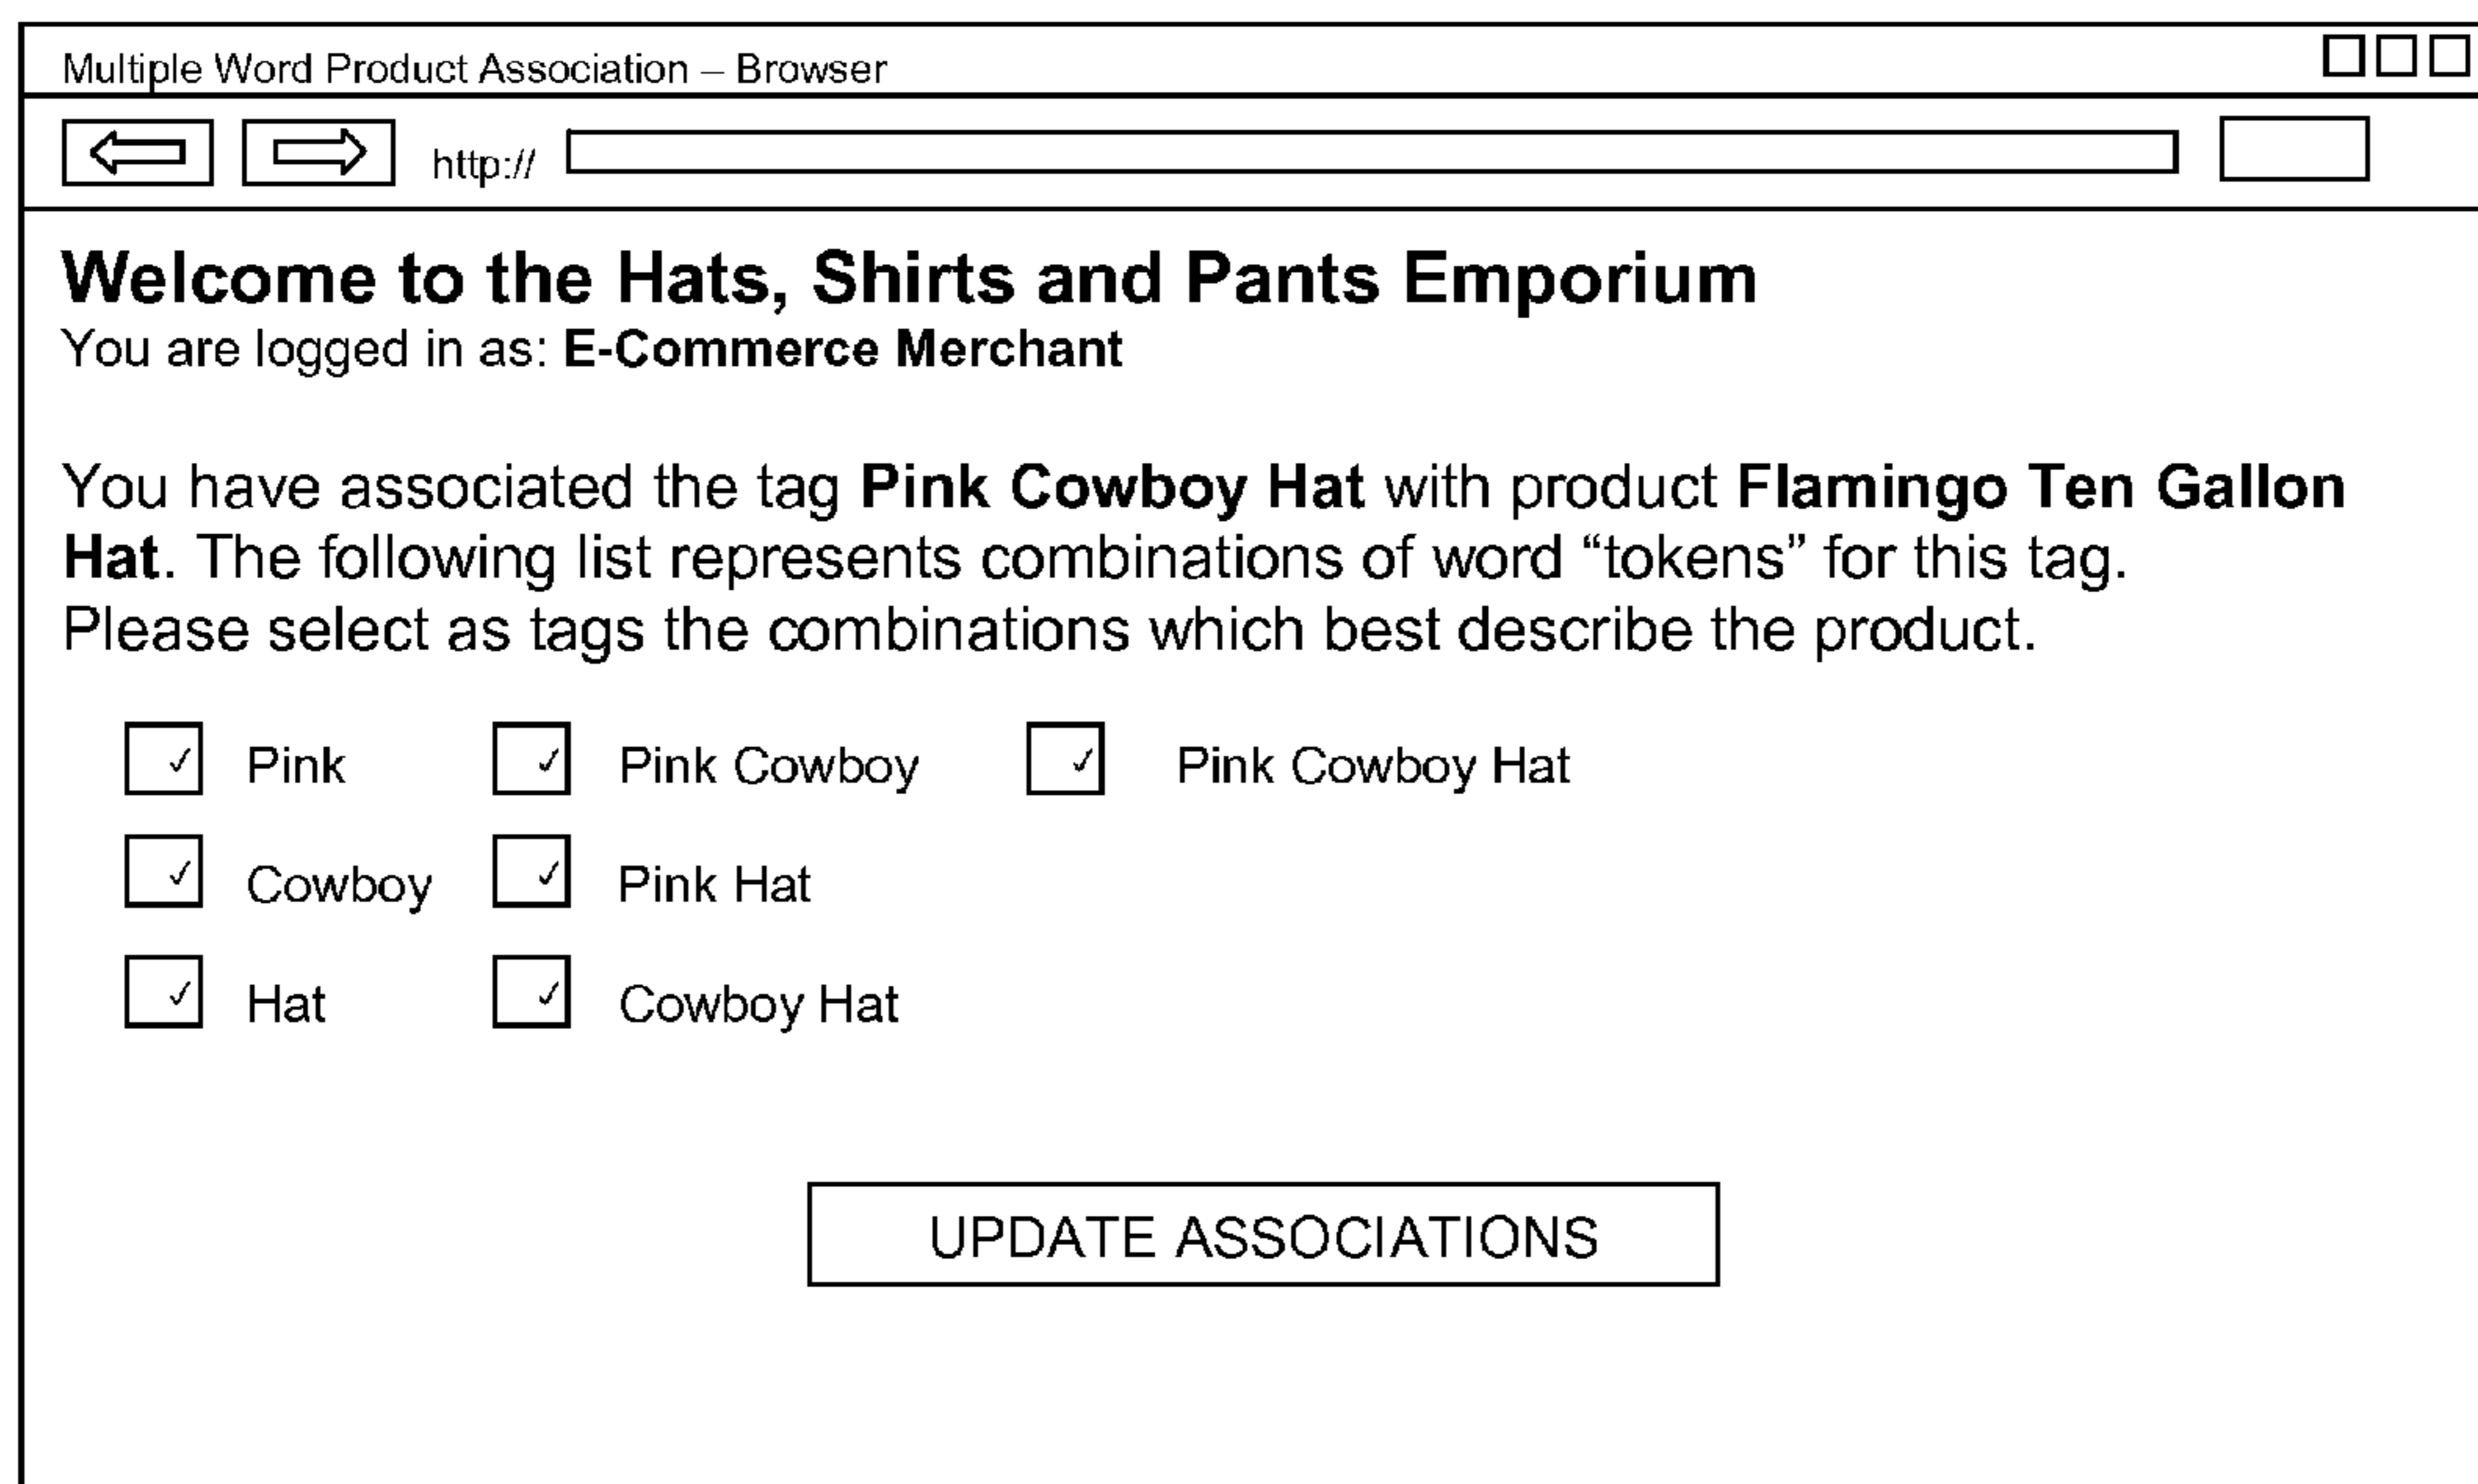 Multiple Word Product Association – Browser
http://
Welcome to the Hats, Shirts and Pants Emporium
You are logged in as: E-Commerce Merchant
You have associated the tag Pink Cowboy Hat with product Flamingo Ten Gallon
Hat. The following list represents combinations of word “tokens” for this tag.
Please select as tags the combinations which best describe the product.
✓ Pink ✓ Pink Cowboy ✓ Pink Cowboy Hat
✓ Cowboy ✓ Pink Hat
✓ Hat ✓ Cowboy Hat
UPDATE ASSOCIATIONS